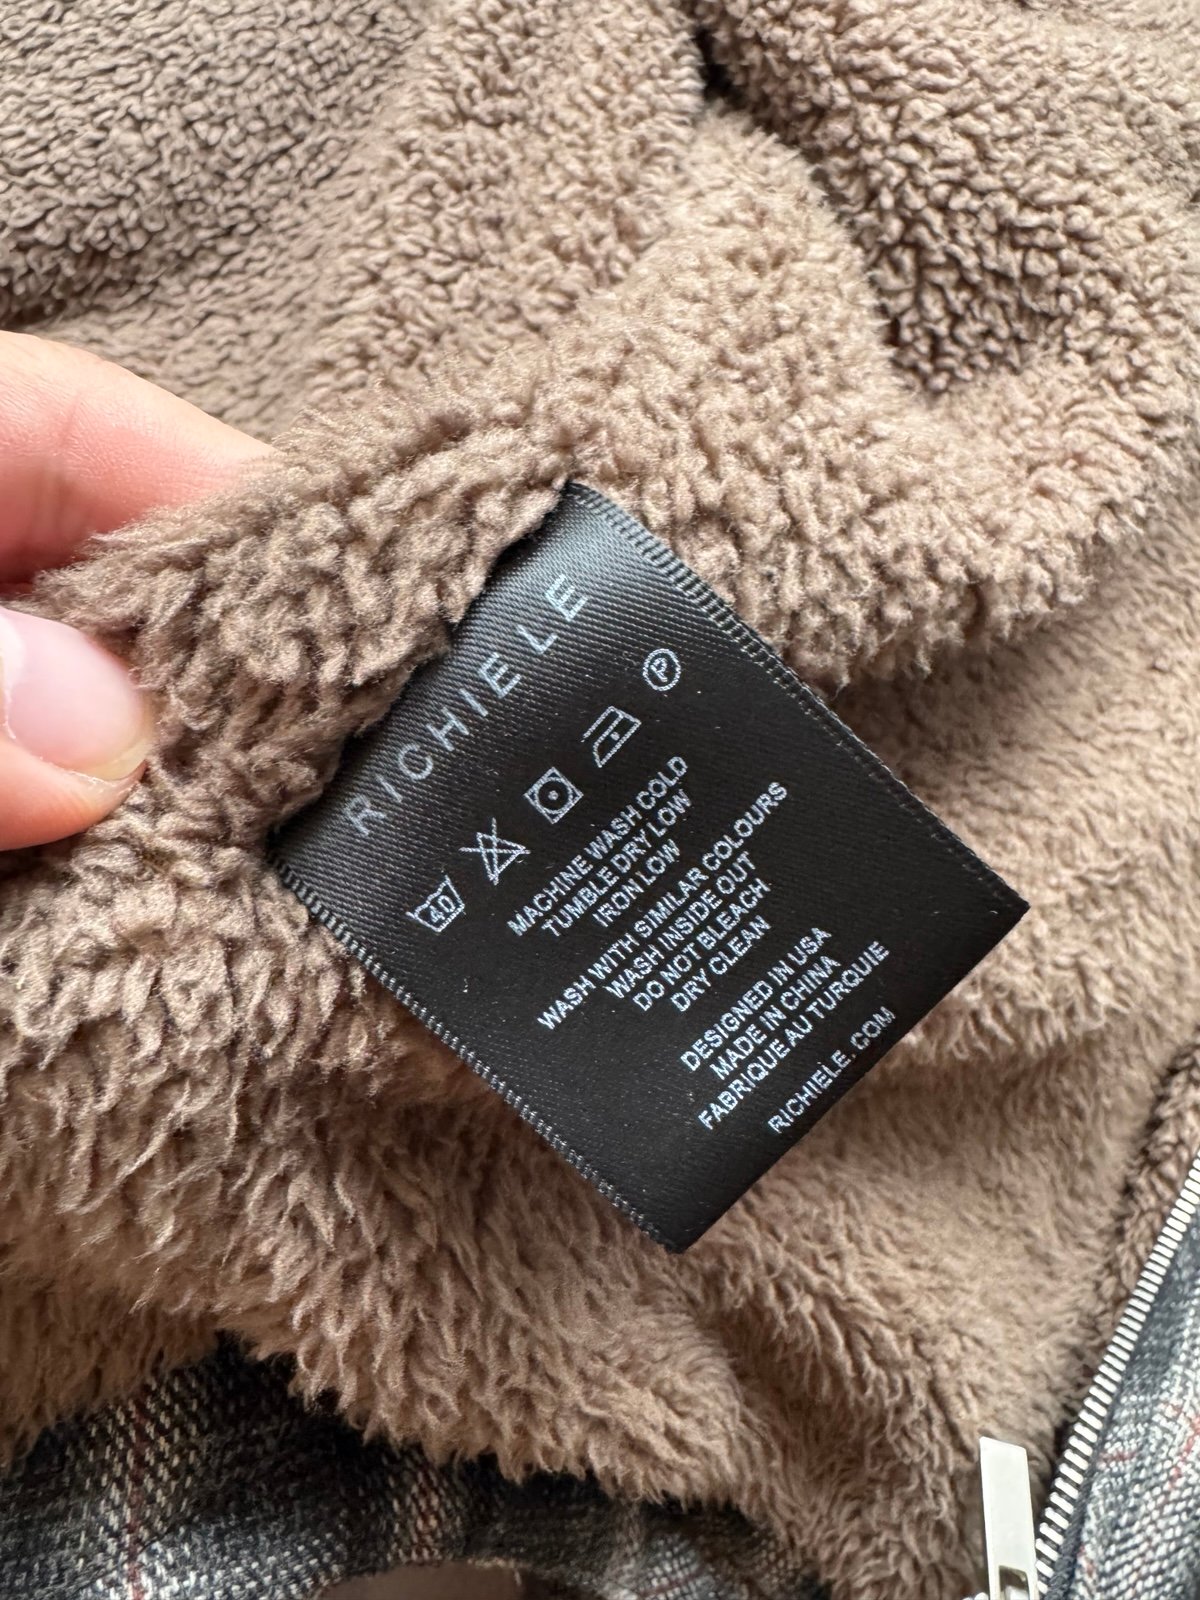 RICHIELE
40 P
MACHINE WASH COLD
TUMBLE DRY LOW
IRON LOW
WASH WITH SIMILAR COLOURS
WASH INSIDE OUT
DO NOT BLEACH
DRY CLEAN
DESIGNED IN USA
MADE IN CHINA
FABRIQUE AU TURQUIE
RICHIELE.COM